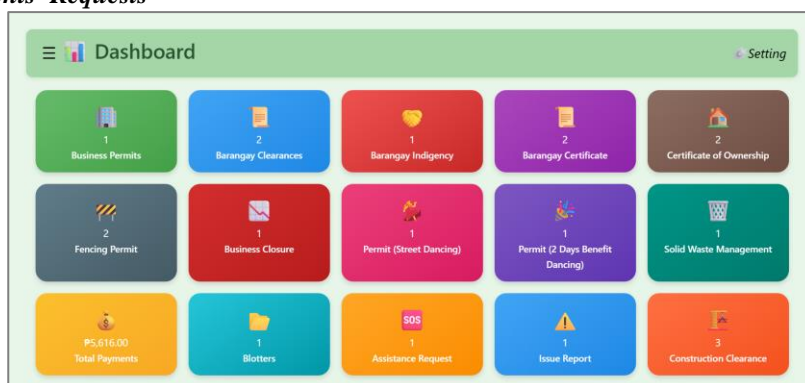 Requests
Dashboard
Setting
1
Business Permits
2
Barangay Clearances
1
Barangay Indigency
2
Barangay Certificate
2
Certificate of Ownership
2
Fencing Permit
1
Business Closure
1
Permit (Street Dancing)
1
Permit (2 Days Benefit
Dancing)
1
Solid Waste Management
₱5,616.00
Total Payments
1
Blotters
SOS
1
Assistance Request
1
Issue Report
3
Construction Clearance